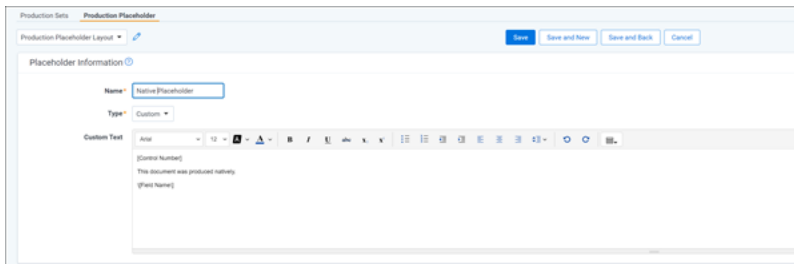 Production Sets Production Placeholder
Production Placeholder Layout
Save Save and New Save and Back Cancel
Placeholder Information
Name* Native Placeholder
Type* Custom
Custom Text Arial 12 A A B I U abc x, x'
[Control Number]
This document was produced natively.
![Field Name]]